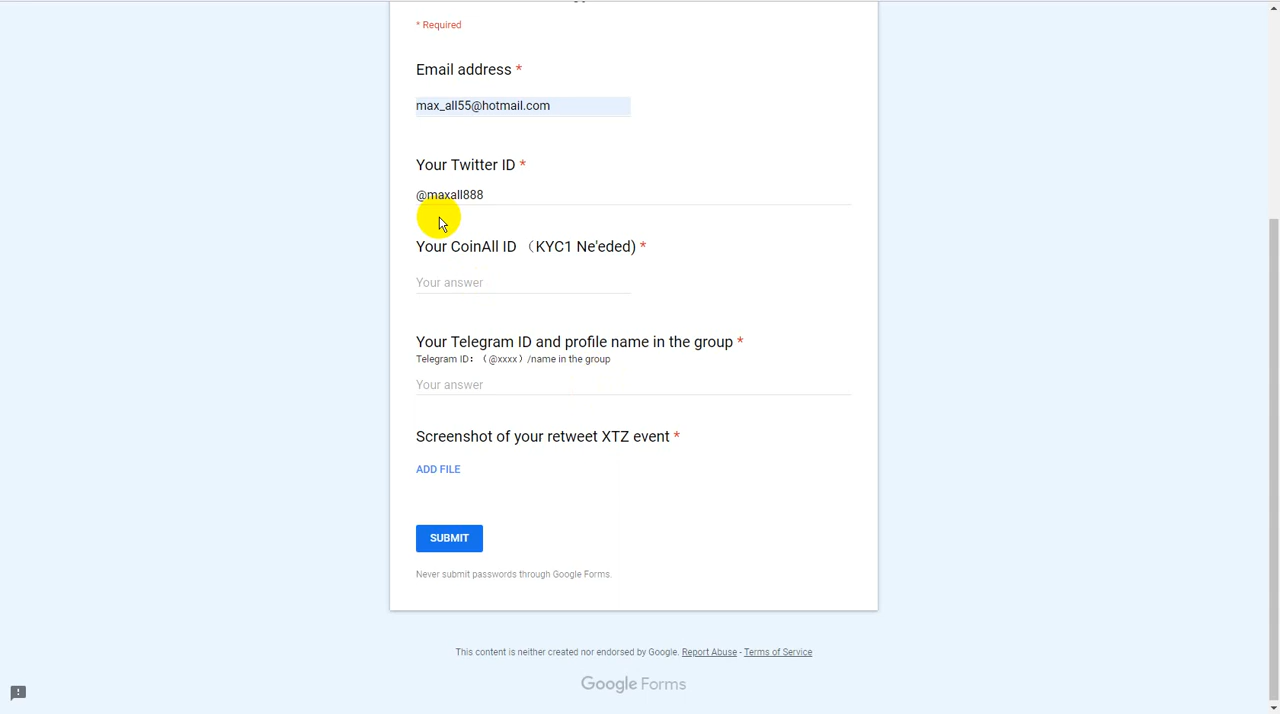 * Required
Email address *
max_all55@hotmail.com
Your Twitter ID *
@maxall888
Your CoinAll ID （KYC1 Ne'eded) *
Your answer
Your Telegram ID and profile name in the group *
Telegram ID: （@xxxx）/name in the group
Your answer
Screenshot of your retweet XTZ event *
ADD FILE
SUBMIT
Never submit passwords through Google Forms.
This content is neither created nor endorsed by Google. Report Abuse - Terms of Service
Google Forms